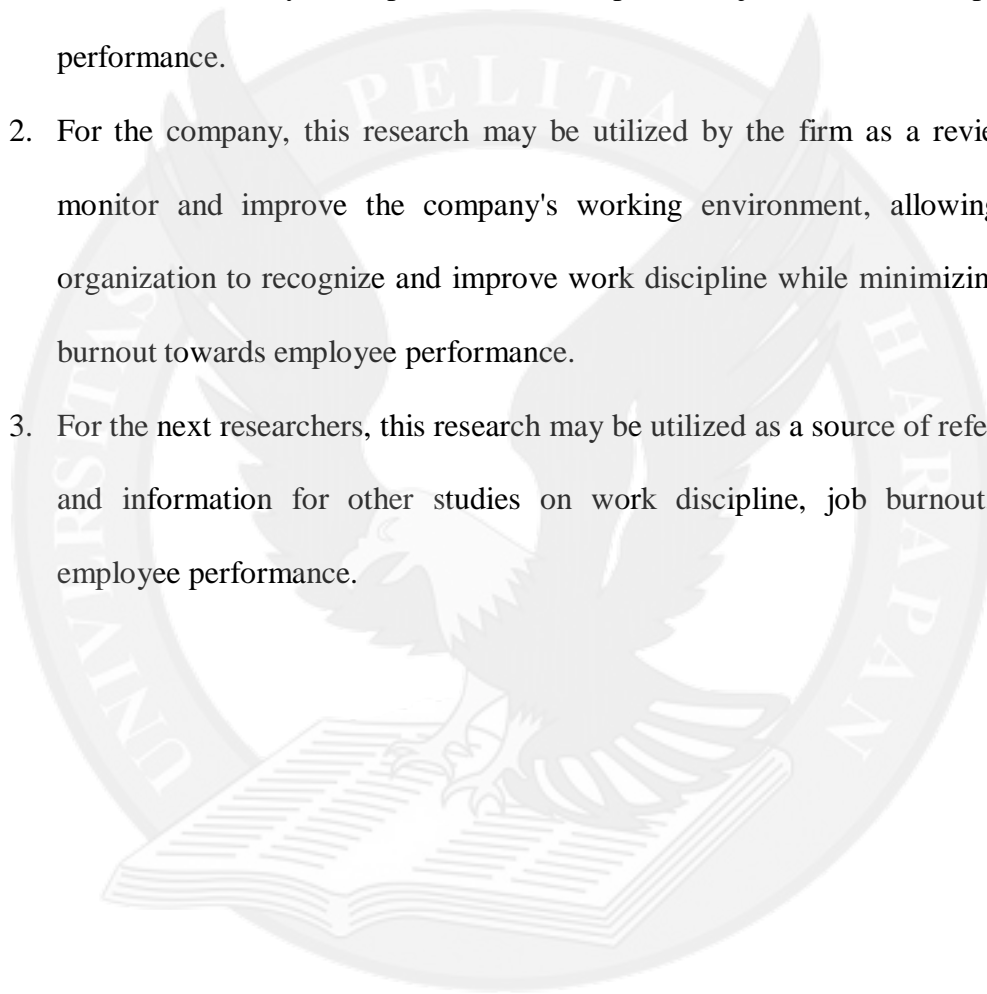 performance.
PELITA
2. For the company, this research may be utilized by the firm as a revie
monitor and improve the company's working environment, allowing
organization to recognize and improve work discipline while minimizin
burnout towards employee performance.
3. For the next researchers, this research may be utilized as a source of refe
and information for other studies on work discipline, job burnout
employee performance.
UNIVERSITAS
HARAPAN